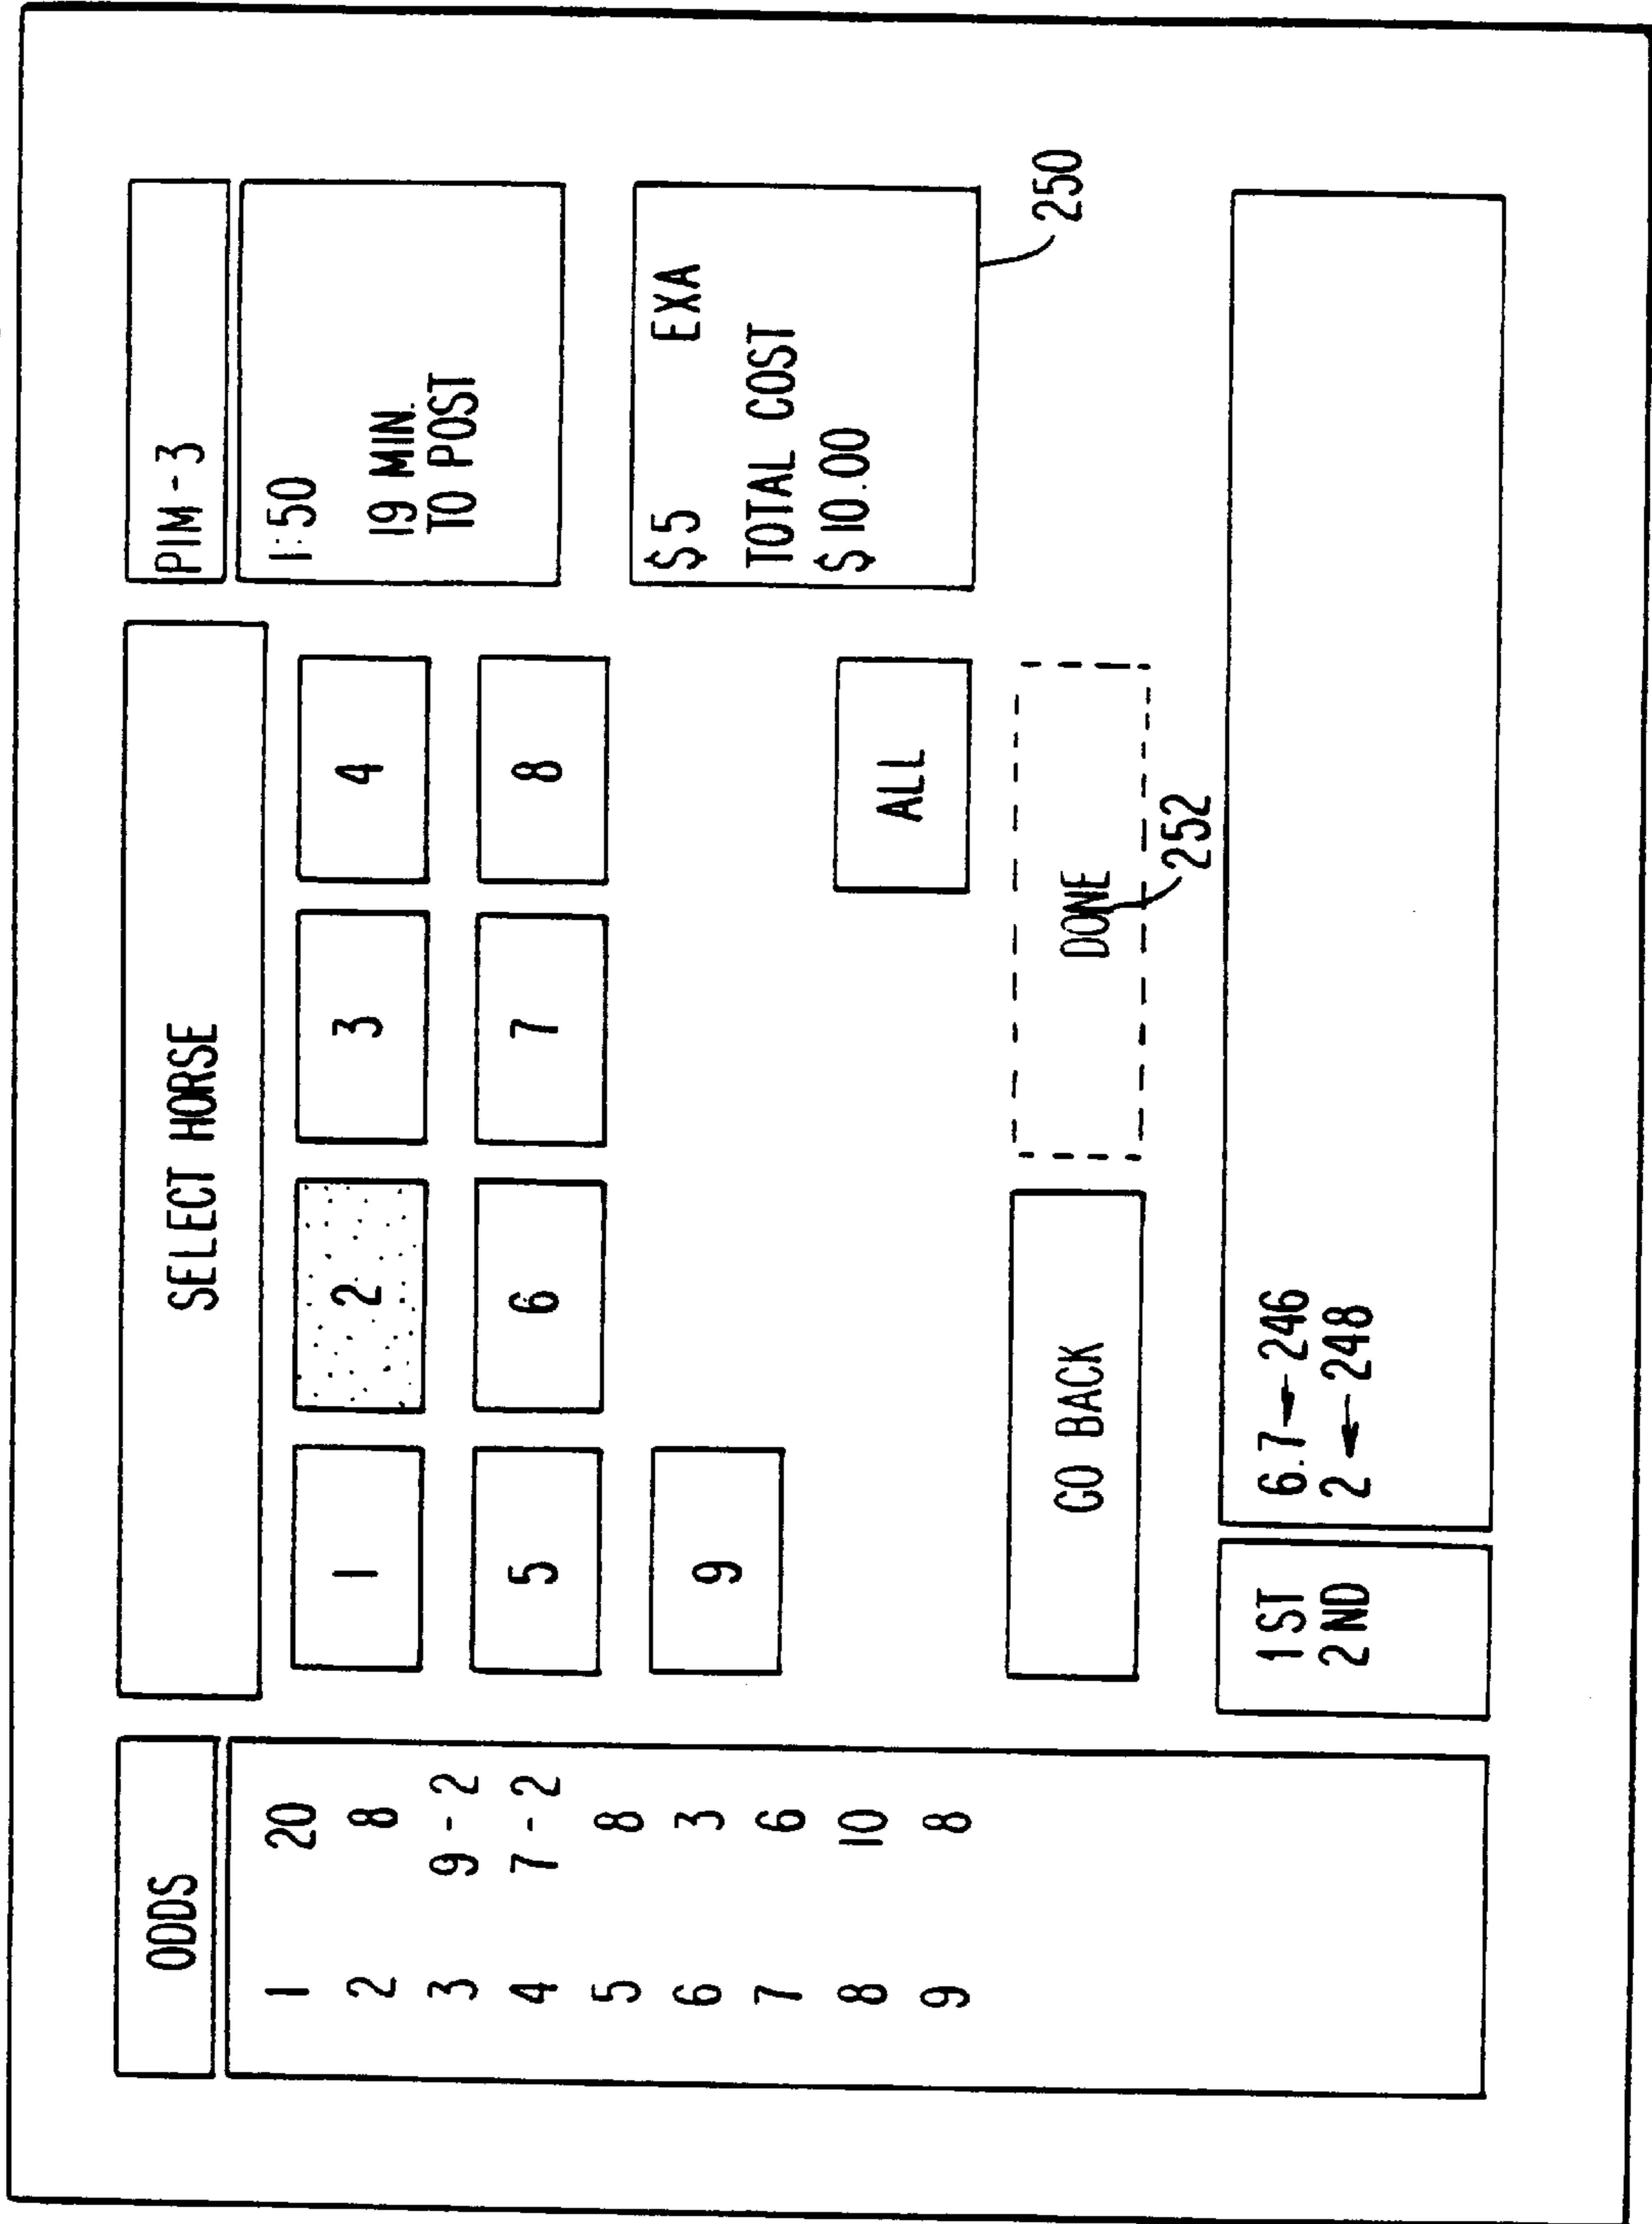 ODDS
1 20
2 8
3 9-2
4 7-2
5 8
6 3
7 6
8 10
9 8
SELECT HORSE
1 2 3 4
5 6 7 8
9
ALL
GO BACK
DONE
252
PIM-3
1:50
19 MIN.
TO POST
$5 EXA
TOTAL COST
$10.00
250
1ST 6.7 246
2ND 2 248